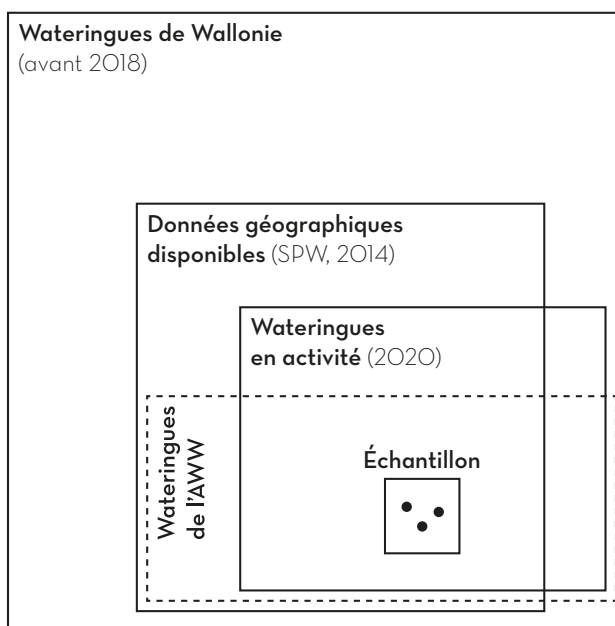 Wateringues de Wallonie
(avant 2018)
Données géographiques
disponibles (SPW, 2014)
Wateringues
en activité (2020)
Wateringues
de l'AWW
Échantillon